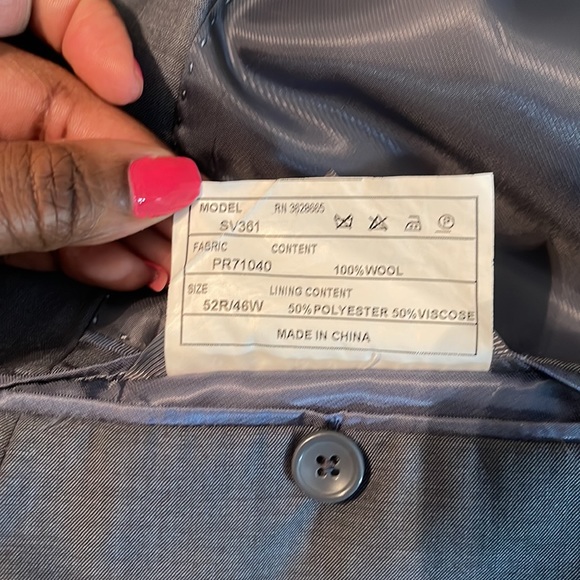 MODEL RN 3628665
SV361
FABRIC CONTENT
PR71040 100%WOOL
SIZE LINING CONTENT
52R/46W 50%POLYESTER 50%VISCOSE
MADE IN CHINA